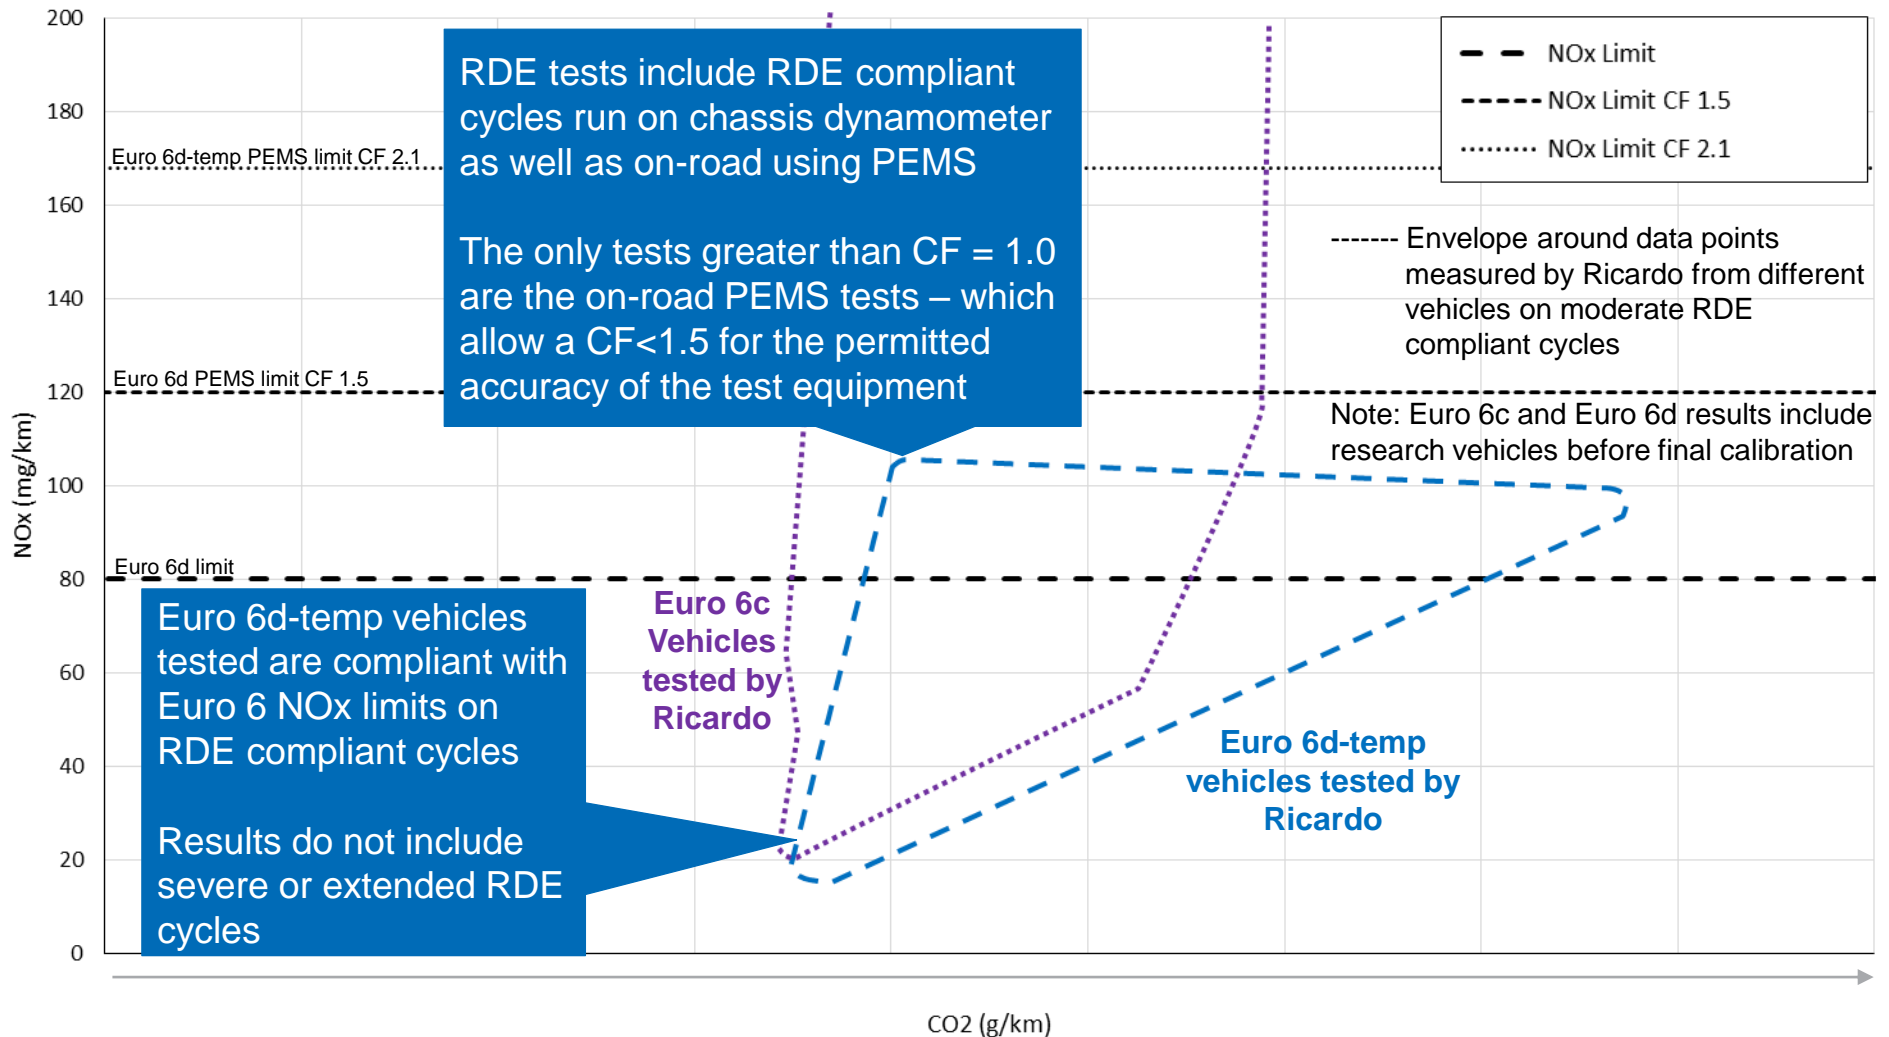 200
180
160
140
120
100
80
60
40
20
0
NOx (mg/km)
CO2 (g/km)
NOx Limit
NOx Limit CF 1.5
NOx Limit CF 2.1
RDE tests include RDE compliant
cycles run on chassis dynamometer
as well as on-road using PEMS
The only tests greater than CF = 1.0
are the on-road PEMS tests – which
allow a CF<1.5 for the permitted
accuracy of the test equipment
Euro 6d-temp PEMS limit CF 2.1
------- Envelope around data points
measured by Ricardo from different
vehicles on moderate RDE
compliant cycles
Euro 6d PEMS limit CF 1.5
Note: Euro 6c and Euro 6d results include
research vehicles before final calibration
Euro 6d limit
Euro 6d-temp vehicles
tested are compliant with
Euro 6 NOx limits on
RDE compliant cycles
Results do not include
severe or extended RDE
cycles
Euro 6c
Vehicles
tested by
Ricardo
Euro 6d-temp
vehicles tested by
Ricardo